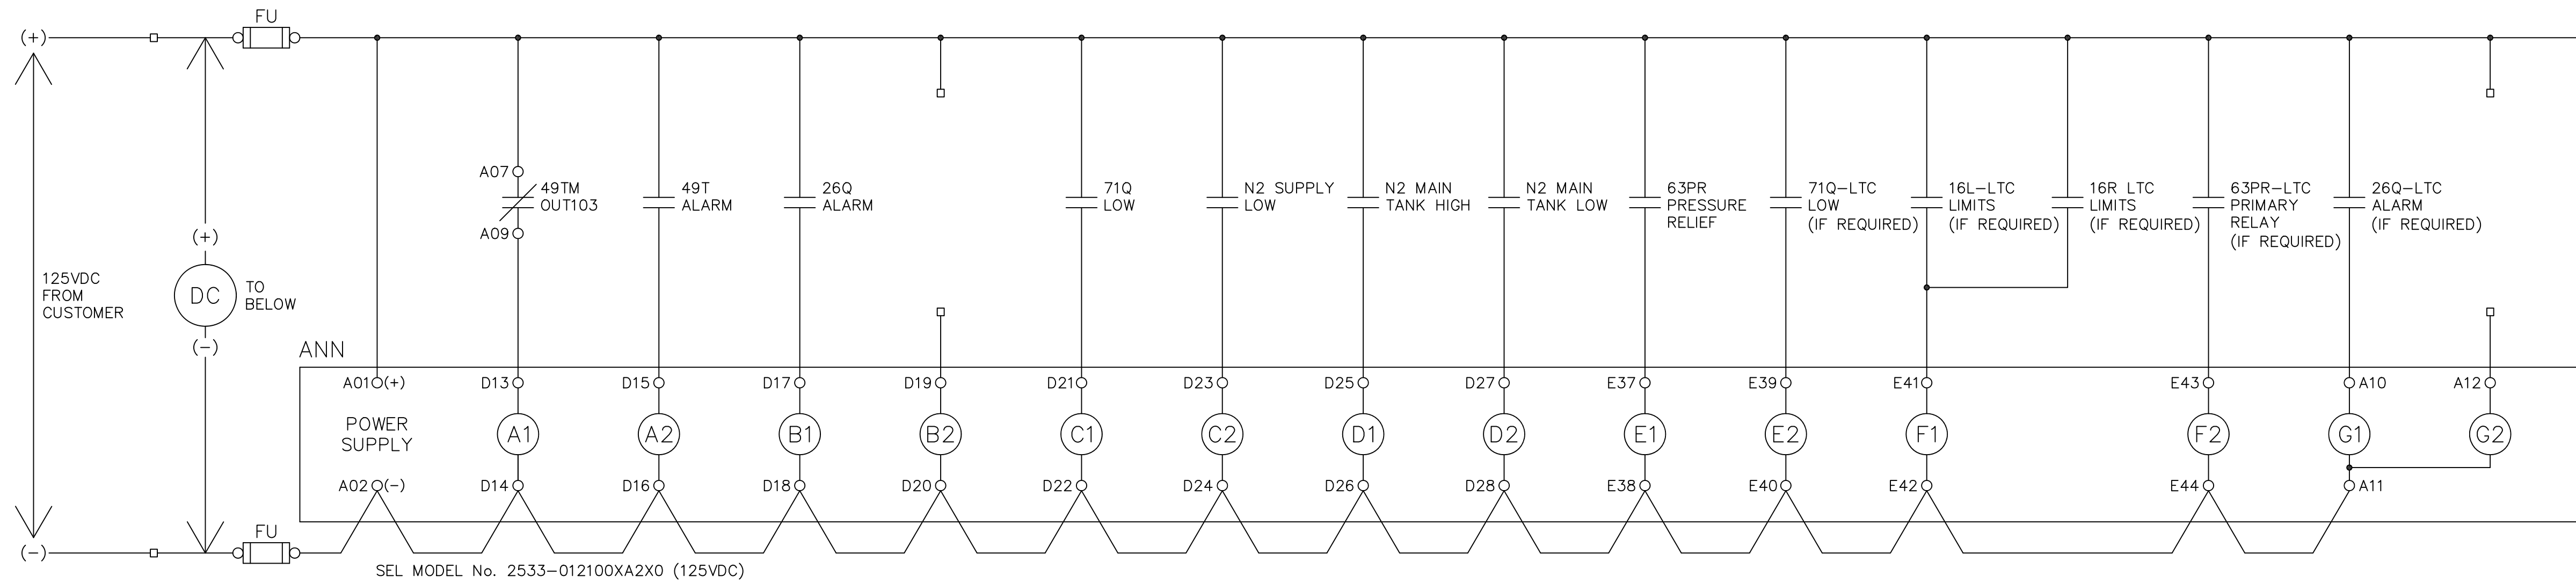 FU
(+)
A07
49TM
OUT103
A09
49T
ALARM
26Q
ALARM
71Q
LOW
N2 SUPPLY
LOW
N2 MAIN
TANK HIGH
N2 MAIN
TANK LOW
63PR
PRESSURE
RELIEF
71Q-LTC
LOW
(IF REQUIRED)
16L-LTC
LIMITS
(IF REQUIRED)
16R LTC
LIMITS
(IF REQUIRED)
63PR-LTC
PRIMARY
RELAY
(IF REQUIRED)
26Q-LTC
ALARM
(IF REQUIRED)
125VDC
FROM
CUSTOMER
(+)
DC
(-)
TO
BELOW
ANN
A01 (+)
D13
D15
D17
D19
D21
D23
D25
D27
E37
E39
E41
E43
A10
A12
POWER
SUPPLY
A1
A2
B1
B2
C1
C2
D1
D2
E1
E2
F1
F2
G1
G2
A02 (-)
D14
D16
D18
D20
D22
D24
D26
D28
E38
E40
E42
E44
A11
FU
(-)
SEL MODEL No. 2533-012100XA2X0 (125VDC)